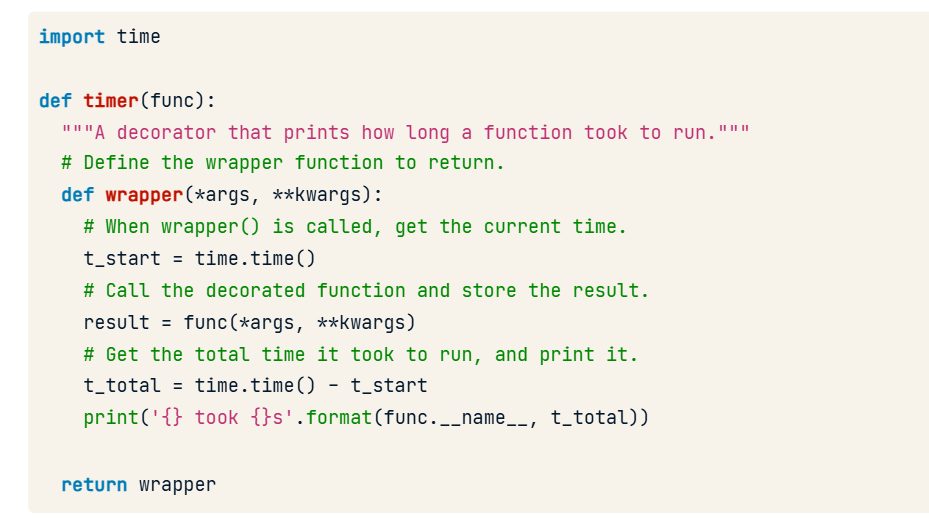 import time

def timer(func):
  """A decorator that prints how long a function took to run."""
  # Define the wrapper function to return.
  def wrapper(*args, **kwargs):
    # When wrapper() is called, get the current time.
    t_start = time.time()
    # Call the decorated function and store the result.
    result = func(*args, **kwargs)
    # Get the total time it took to run, and print it.
    t_total = time.time() - t_start
    print('{} took {}s'.format(func.__name__, t_total))

  return wrapper